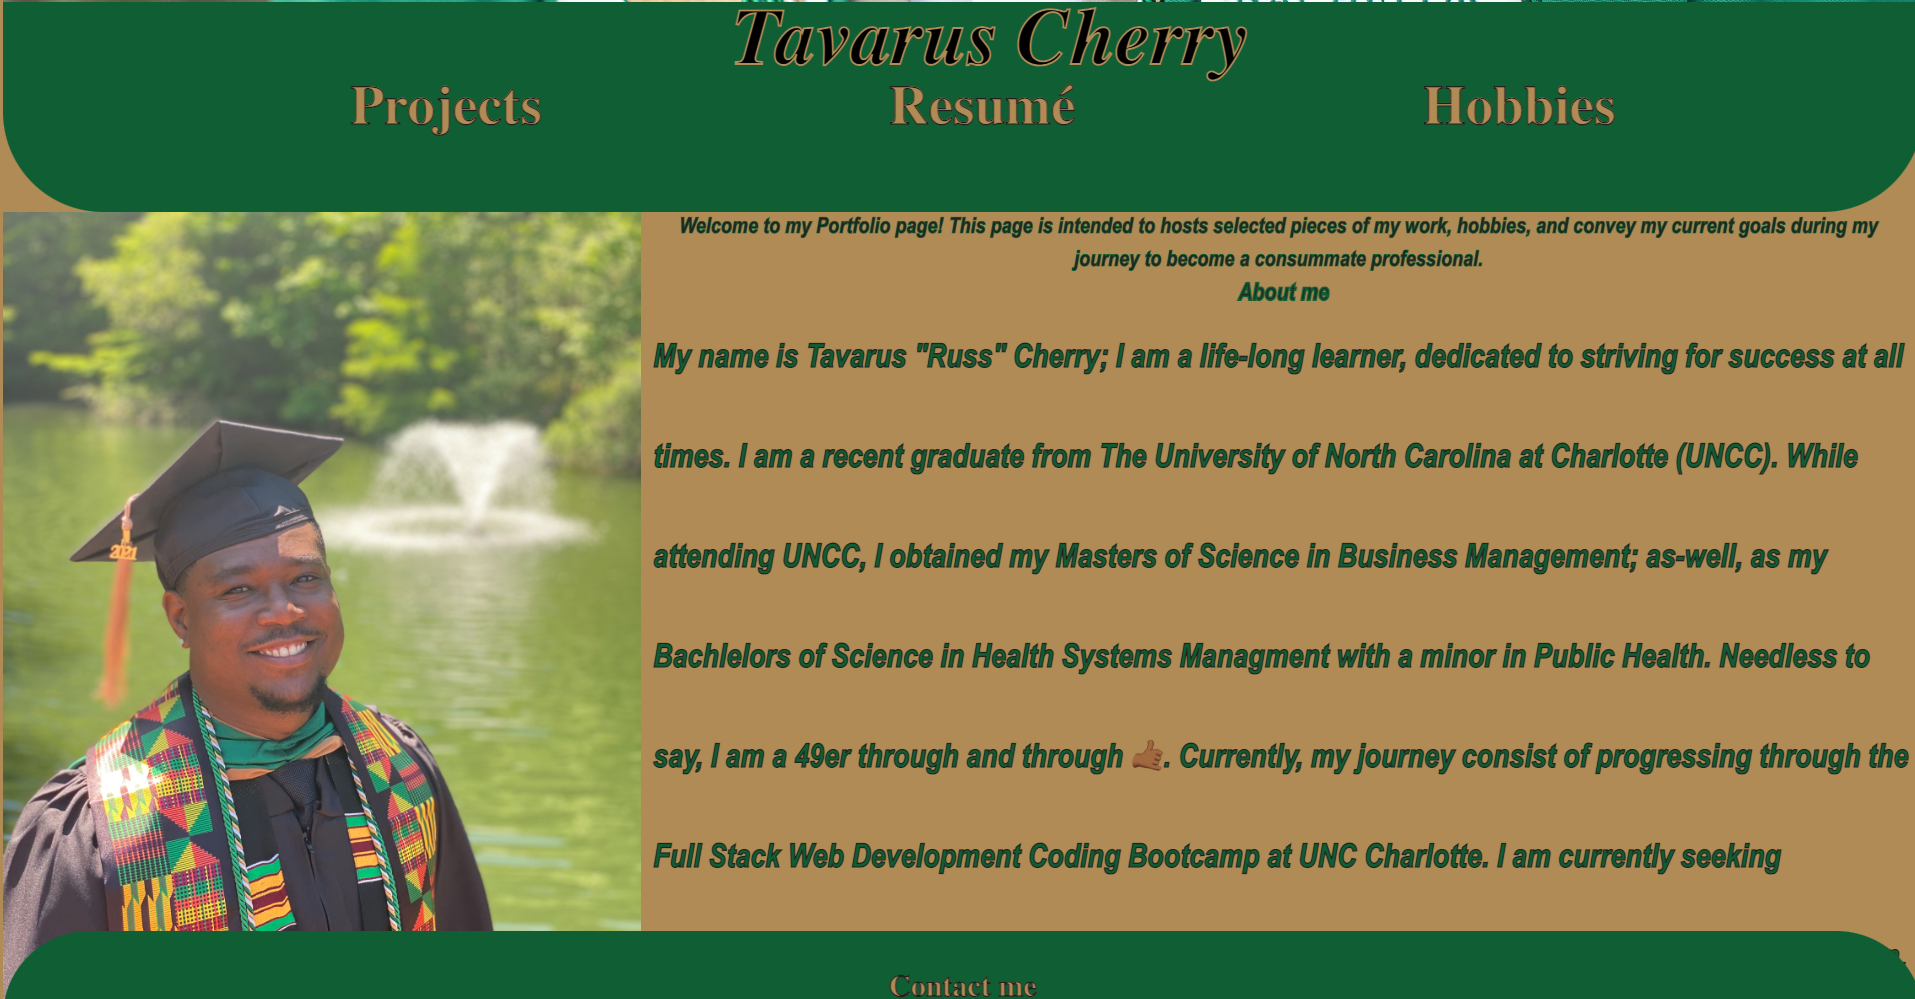 Tavarus Cherry
Projects
Resumé
Hobbies
Welcome to my Portfolio page! This page is intended to hosts selected pieces of my work, hobbies, and convey my current goals during my
journey to become a consummate professional.
About me
My name is Tavarus "Russ" Cherry; I am a life-long learner, dedicated to striving for success at all
times. I am a recent graduate from The University of North Carolina at Charlotte (UNCC). While
attending UNCC, I obtained my Masters of Science in Business Management; as-well, as my
Bachlelors of Science in Health Systems Managment with a minor in Public Health. Needless to
say, I am a 49er through and through 🤙🏾. Currently, my journey consist of progressing through the
Full Stack Web Development Coding Bootcamp at UNC Charlotte. I am currently seeking
2021
Contact me